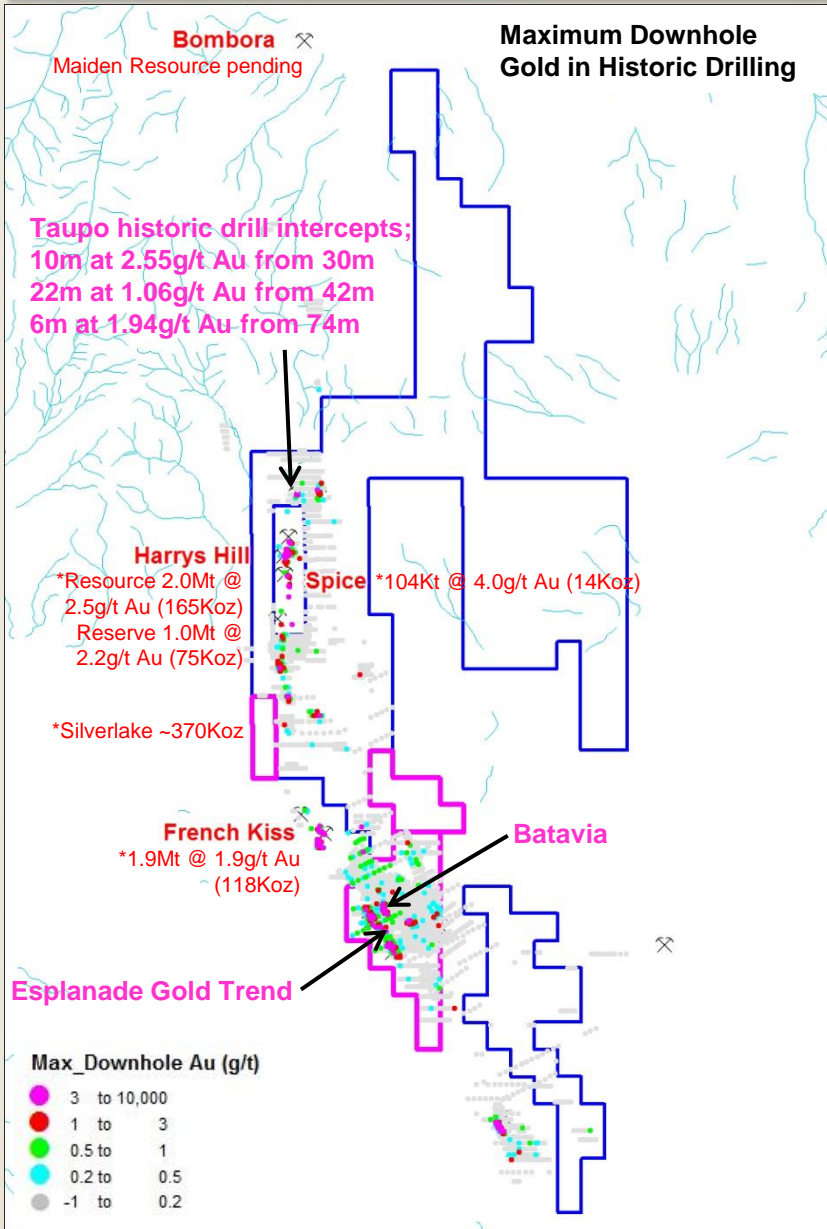 Bombora
Maiden Resource pending
Maximum Downhole
Gold in Historic Drilling
Taupo historic drill intercepts;
10m at 2.55g/t Au from 30m
22m at 1.06g/t Au from 42m
6m at 1.94g/t Au from 74m
Harrys Hill
*Resource 2.0Mt @
2.5g/t Au (165Koz)
Reserve 1.0Mt @
2.2g/t Au (75Koz)
Spice *104Kt @ 4.0g/t Au (14Koz)
*Silverlake ~370Koz
French Kiss
*1.9Mt @ 1.9g/t Au
(118Koz)
Batavia
Esplanade Gold Trend
Max_Downhole Au (g/t)
3 to 10,000
1 to 3
0.5 to 1
0.2 to 0.5
-1 to 0.2